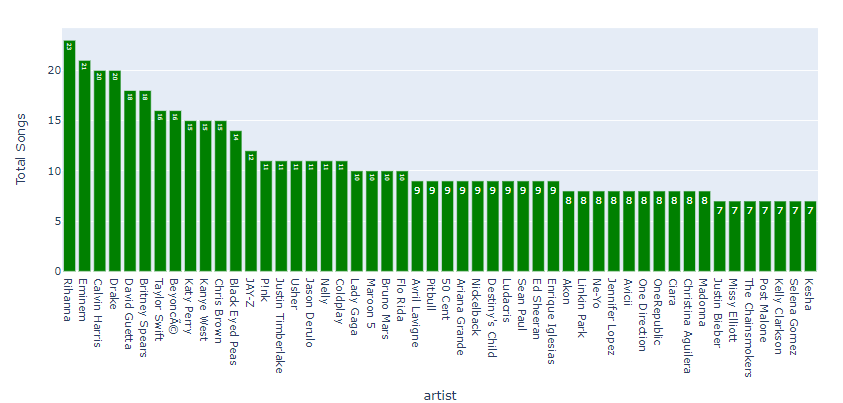 Total Songs
20
15
10
5
0
23
21
20
20
18
18
16
16
15
15
15
14
12
11
11
11
11
11
11
10
10
10
10
9
9
9
9
9
9
9
9
9
9
8
8
8
8
8
8
8
8
8
8
7
7
7
7
7
7
7
Rihanna
Eminem
Calvin Harris
Drake
David Guetta
Britney Spears
Taylor Swift
BeyoncÃ©
Katy Perry
Kanye West
Chris Brown
Black Eyed Peas
JAY-Z
P!nk
Justin Timberlake
Usher
Jason Derulo
Nelly
Coldplay
Lady Gaga
Maroon 5
Bruno Mars
Flo Rida
Avril Lavigne
Pitbull
50 Cent
Ariana Grande
Nickelback
Destiny's Child
Ludacris
Sean Paul
Ed Sheeran
Enrique Iglesias
Akon
Linkin Park
Ne-Yo
Jennifer Lopez
Avicii
One Direction
OneRepublic
Ciara
Christina Aguilera
Madonna
Justin Bieber
Missy Elliott
The Chainsmokers
Post Malone
Kelly Clarkson
Selena Gomez
Kesha
artist